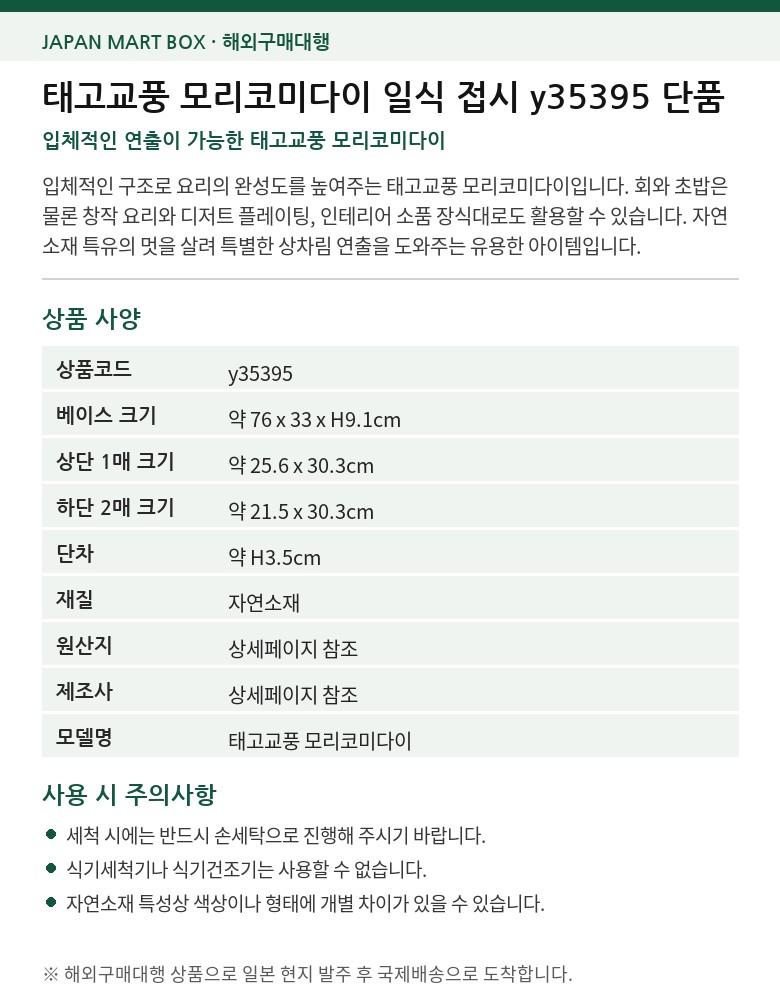 JAPAN MART BOX · 해외구매대행
태고교풍 모리코미다이 일식 접시 y35395 단품
입체적인 연출이 가능한 태고교풍 모리코미다이
입체적인 구조로 요리의 완성도를 높여주는 태고교풍 모리코미다이입니다. 회와 초밥은
물론 창작 요리와 디저트 플레이팅, 인테리어 소품 장식대로도 활용할 수 있습니다. 자연
소재 특유의 멋을 살려 특별한 상차림 연출을 도와주는 유용한 아이템입니다.
상품 사양
상품코드 y35395
베이스 크기 약 76 x 33 x H9.1cm
상단 1매 크기 약 25.6 x 30.3cm
하단 2매 크기 약 21.5 x 30.3cm
단차 약 H3.5cm
재질 자연소재
원산지 상세페이지 참조
제조사 상세페이지 참조
모델명 태고교풍 모리코미다이
사용 시 주의사항
● 세척 시에는 반드시 손세탁으로 진행해 주시기 바랍니다.
● 식기세척기나 식기건조기는 사용할 수 없습니다.
● 자연소재 특성상 색상이나 형태에 개별 차이가 있을 수 있습니다.
※ 해외구매대행 상품으로 일본 현지 발주 후 국제배송으로 도착합니다.